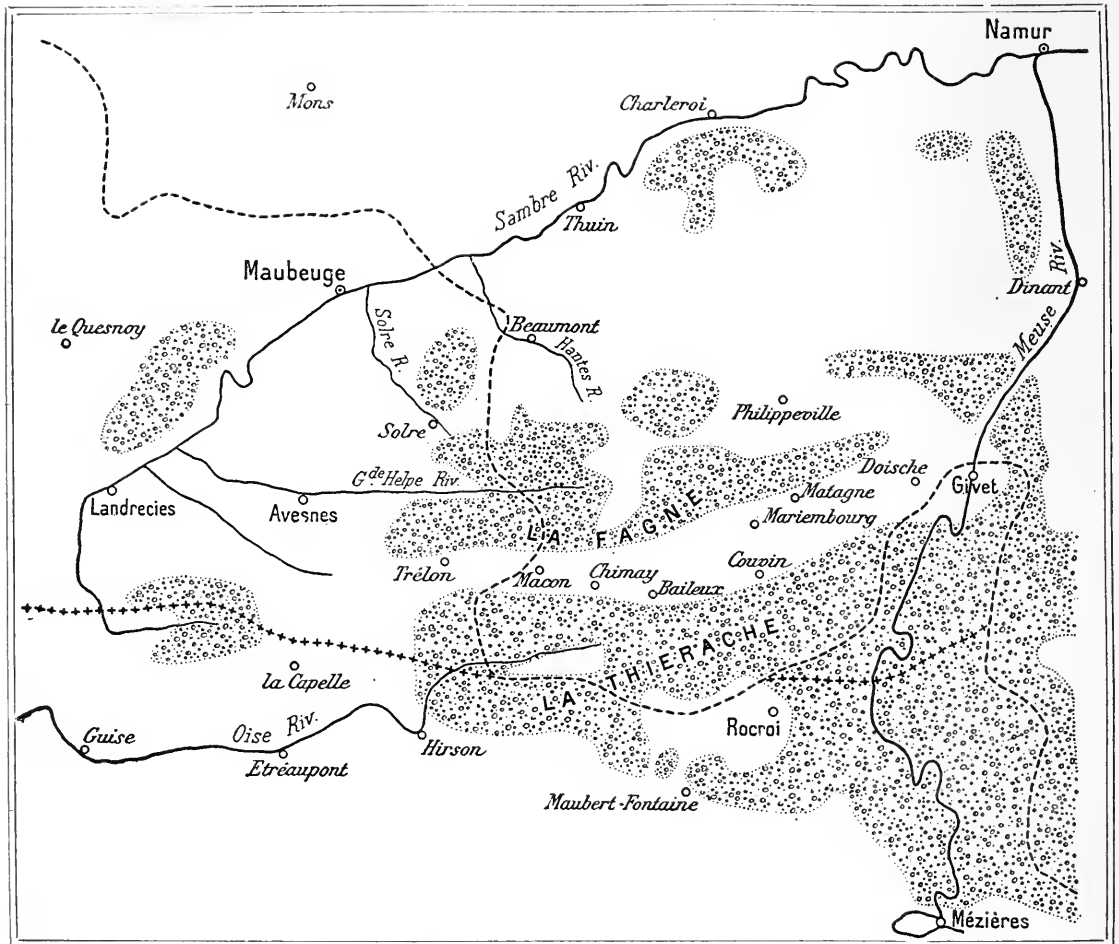 Namur
Mons
Charleroi
Sambre Riv.
Thuin
Maubeuge
Dinant
Meuse Riv.
le Quesnoy
Solre R.
Beaumont
Hantes R
Philippeville
Solre
Gde Helpe Riv.
Doische
Givet
Landrecies
Avesnes
Matagne
LA FAGNE
Mariembourg
Trélon
Macon
Chimay
Couvin
Baileux
LA THIERACHE
la Capelle
Rocroi
Guise
Oise Riv.
Hirson
Etréaupont
Maubert-Fontaine
Mézières